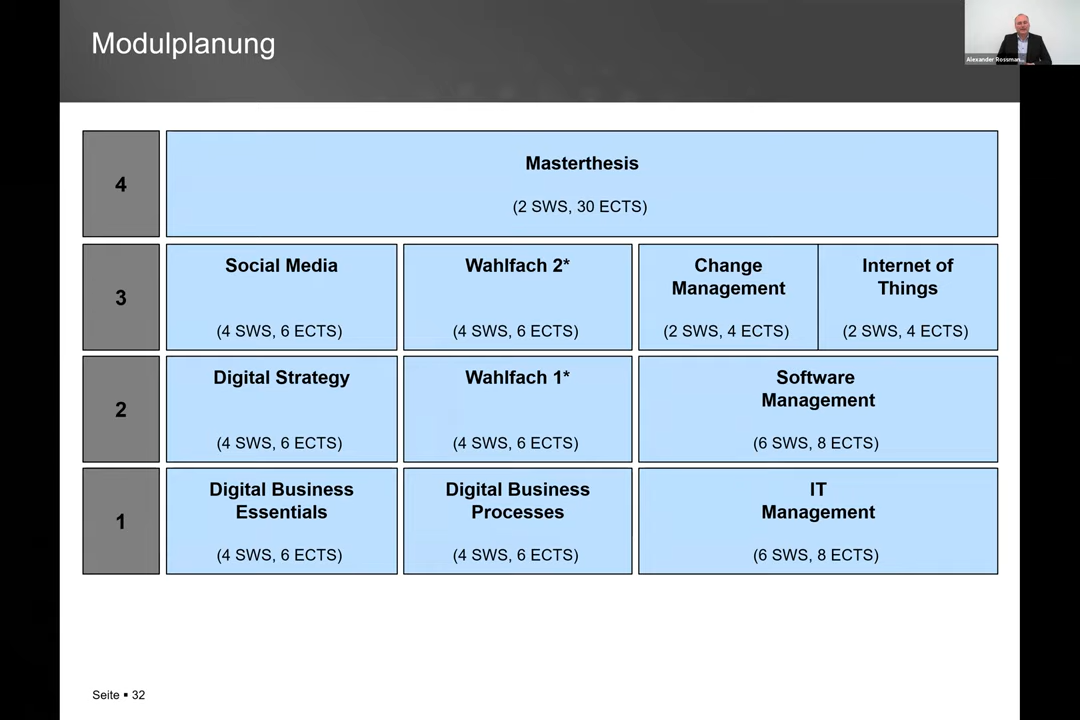 Modulplanung
Alexander Rossman...
4
Masterthesis
(2 SWS, 30 ECTS)
3
Social Media
(4 SWS, 6 ECTS)
Wahlfach 2*
(4 SWS, 6 ECTS)
Change
Management
(2 SWS, 4 ECTS)
Internet of
Things
(2 SWS, 4 ECTS)
2
Digital Strategy
(4 SWS, 6 ECTS)
Wahlfach 1*
(4 SWS, 6 ECTS)
Software
Management
(6 SWS, 8 ECTS)
1
Digital Business
Essentials
(4 SWS, 6 ECTS)
Digital Business
Processes
(4 SWS, 6 ECTS)
IT
Management
(6 SWS, 8 ECTS)
Seite ▪ 32